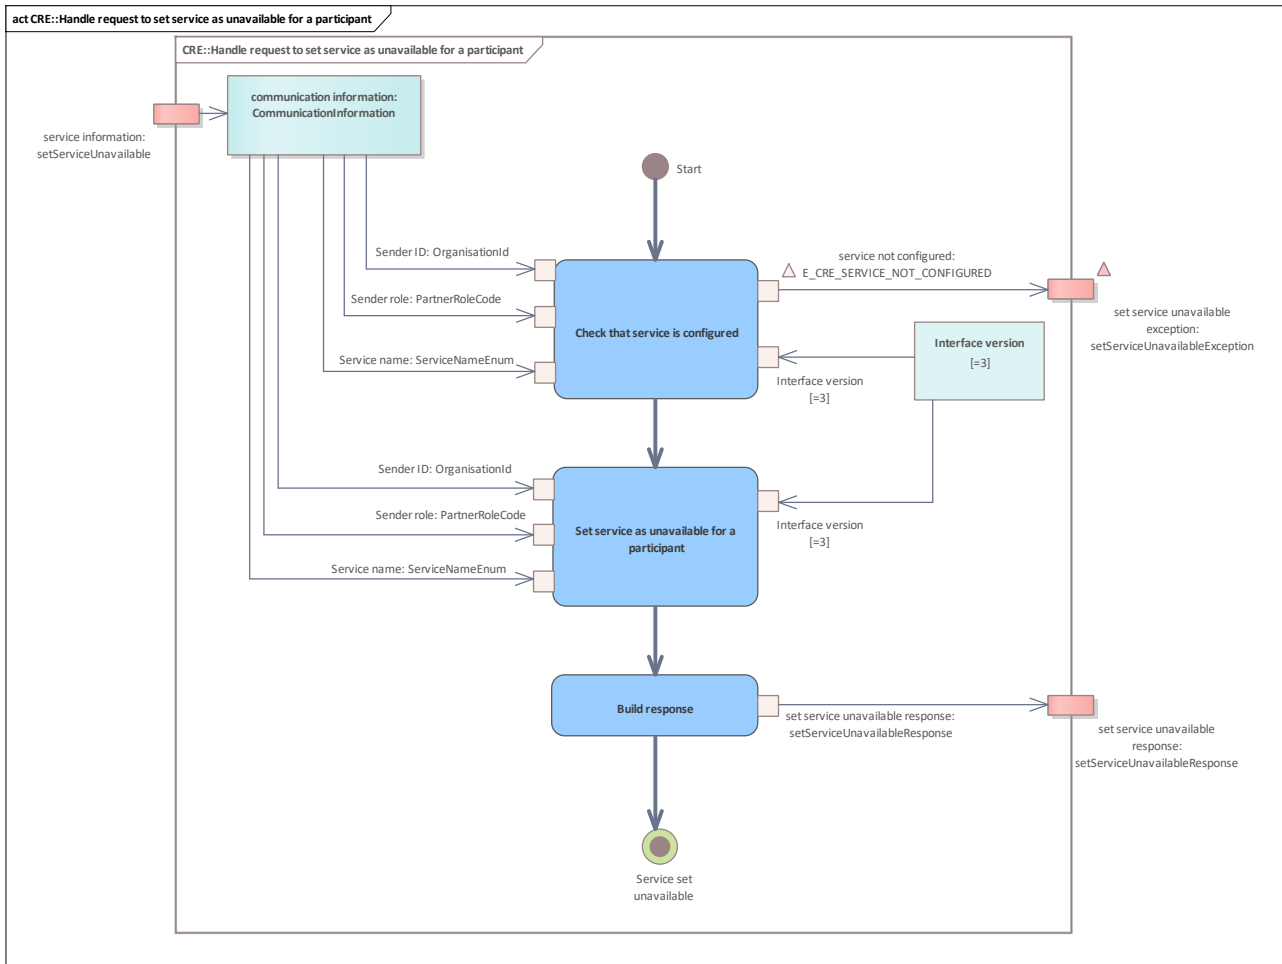 act CRE::Handle request to set service as unavailable for a participant
CRE::Handle request to set service as unavailable for a participant
communication information:
CommunicationInformation
service information:
setServiceUnavailable
Start
Sender ID: OrganisationId
service not configured:
E_CRE_SERVICE_NOT_CONFIGURED
Sender role: PartnerRoleCode
set service unavailable
exception:
setServiceUnavailableException
Check that service is configured
Interface version
[=3]
Service name: ServiceNameEnum
Interface version
[=3]
Sender ID: OrganisationId
Sender role: PartnerRoleCode
Set service as unavailable for a
participant
Interface version
[=3]
Service name: ServiceNameEnum
Build response
set service unavailable response:
setServiceUnavailableResponse
set service unavailable
response:
setServiceUnavailableResponse
Service set
unavailable